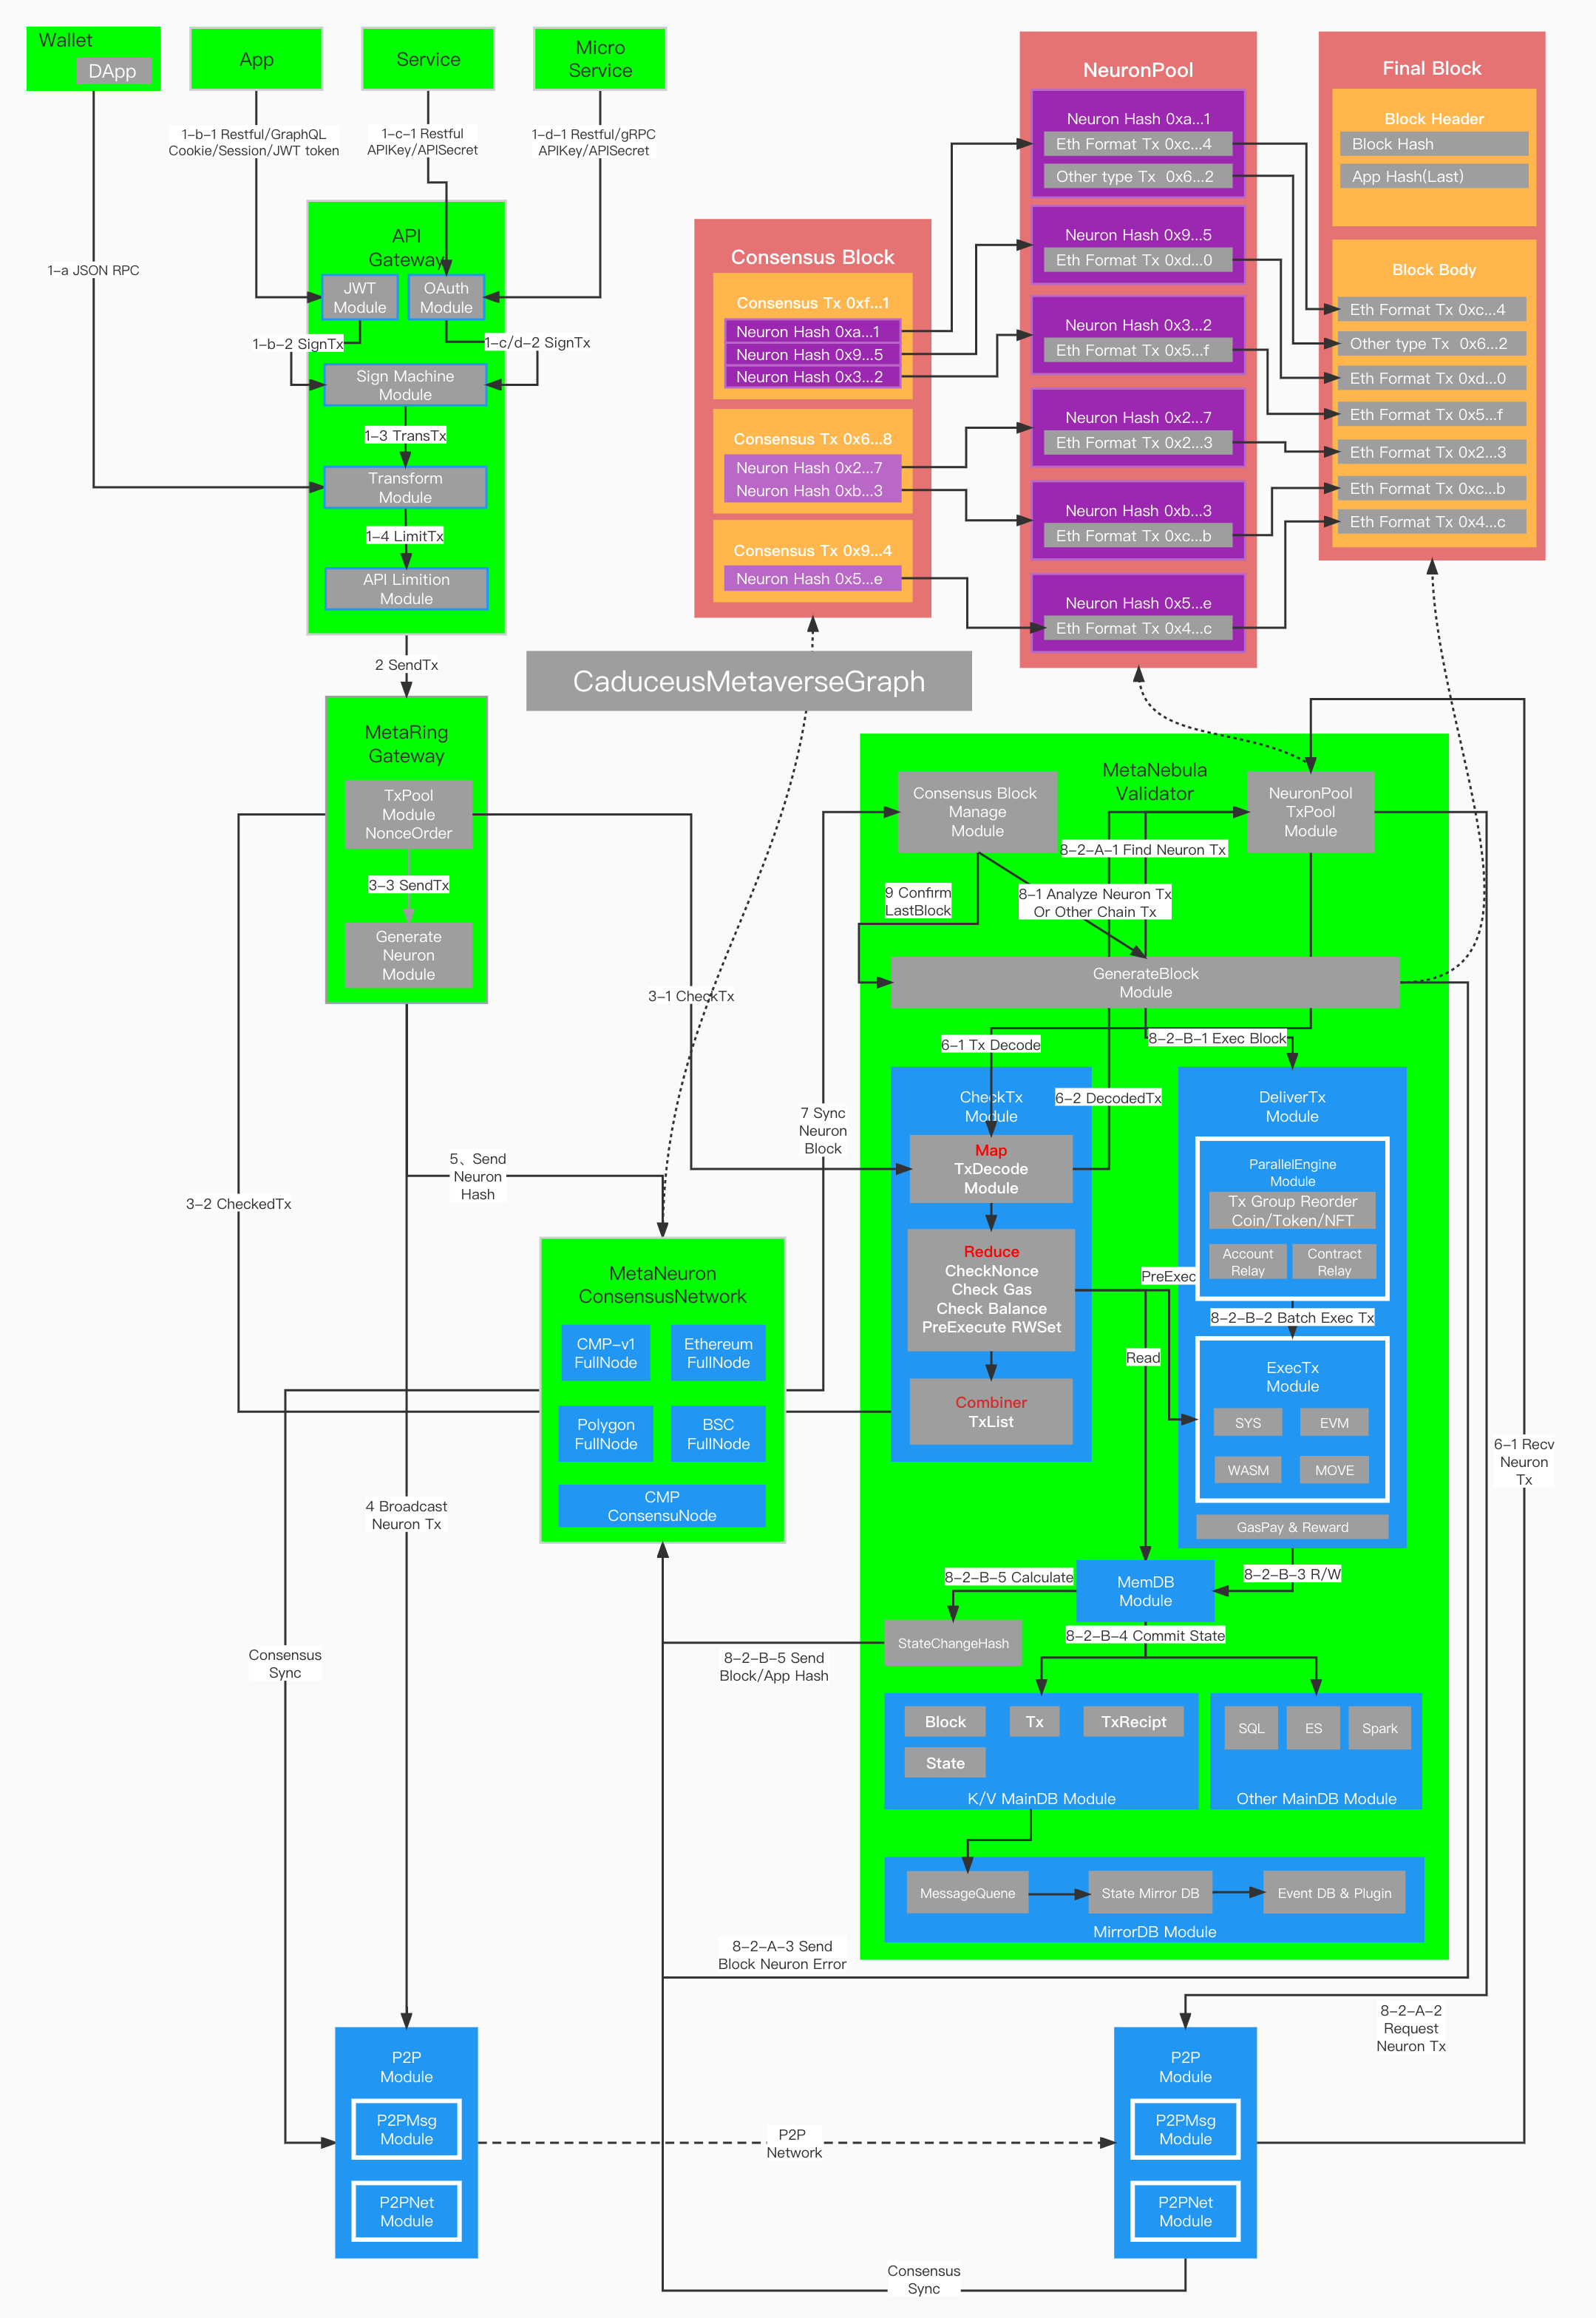 Wallet
DApp
App
Service
Micro
Service
1-b-1 Restful/GraphQL
Cookie/Session/JWT token
1-c-1 Restful
APIKey/APISecret
1-d-1 Restful/gRPC
APIKey/APISecret
1-a JSON RPC
API
Gateway
JWT
Module
OAuth
Module
1-b-2 SignTx
1-c/d-2 SignTx
Sign Machine
Module
1-3 TransTx
Transform
Module
1-4 LimitTx
API Limition
Module
2 SendTx
Consensus Block
Consensus Tx 0xf...1
Neuron Hash 0xa...1
Neuron Hash 0x9...5
Neuron Hash 0x3...2
Consensus Tx 0x6...8
Neuron Hash 0x2...7
Neuron Hash 0xb...3
Consensus Tx 0x9...4
Neuron Hash 0x5...e
NeuronPool
Neuron Hash 0xa...1
Eth Format Tx 0xc...4
Other type Tx  0x6...2
Neuron Hash 0x9...5
Eth Format Tx 0xd...0
Neuron Hash 0x3...2
Eth Format Tx 0x5...f
Neuron Hash 0x2...7
Eth Format Tx 0x2...3
Neuron Hash 0xb...3
Eth Format Tx 0xc...b
Neuron Hash 0x5...e
Eth Format Tx 0x4...c
Final Block
Block Header
Block Hash
App Hash(Last)
Block Body
Eth Format Tx 0xc...4
Other type Tx  0x6...2
Eth Format Tx 0xd...0
Eth Format Tx 0x5...f
Eth Format Tx 0x2...3
Eth Format Tx 0xc...b
Eth Format Tx 0x4...c
CaduceusMetaverseGraph
MetaRing
Gateway
TxPool
Module
NonceOrder
3-3 SendTx
Generate
Neuron
Module
3-1 CheckTx
3-2 CheckedTx
5、Send
Neuron
Hash
7 Sync
Neuron
Block
MetaNeuron
ConsensusNetwork
CMP-v1
FullNode
Ethereum
FullNode
Polygon
FullNode
BSC
FullNode
CMP
ConsensuNode
4 Broadcast
Neuron Tx
Consensus
Sync
MetaNebula
Validator
Consensus Block
Manage
Module
NeuronPool
TxPool
Module
8-2-A-1 Find Neuron Tx
9 Confirm
LastBlock
8-1 Analyze Neuron Tx
Or Other Chain Tx
GenerateBlock
Module
6-1 Tx Decode
8-2-B-1 Exec Block
CheckTx
Module
6-2 DecodedTx
Map
TxDecode
Module
Reduce
CheckNonce
Check Gas
Check Balance
PreExecute RWSet
Combiner
TxList
PreExec
Read
DeliverTx
Module
ParallelEngine
Module
Tx Group Reorder
Coin/Token/NFT
Account
Relay
Contract
Relay
8-2-B-2 Batch Exec Tx
ExecTx
Module
SYS
EVM
WASM
MOVE
GasPay & Reward
6-1 Recv
Neuron
Tx
8-2-B-5 Calculate
MemDB
Module
8-2-B-3 R/W
StateChangeHash
8-2-B-4 Commit State
8-2-B-5 Send
Block/App Hash
Block
Tx
TxRecipt
State
K/V MainDB Module
SQL
ES
Spark
Other MainDB Module
MessageQuene
State Mirror DB
Event DB & Plugin
MirrorDB Module
8-2-A-3 Send
Block Neuron Error
8-2-A-2
Request
Neuron Tx
P2P
Module
P2PMsg
Module
P2PNet
Module
P2P
Network
P2P
Module
P2PMsg
Module
P2PNet
Module
Consensus
Sync